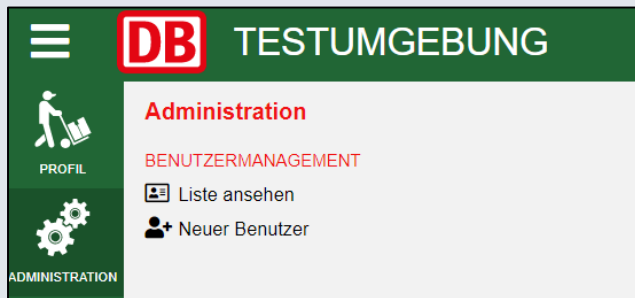 DB TESTUMGEBUNG
PROFIL
ADMINISTRATION
Administration
BENUTZERMANAGEMENT
Liste ansehen
Neuer Benutzer